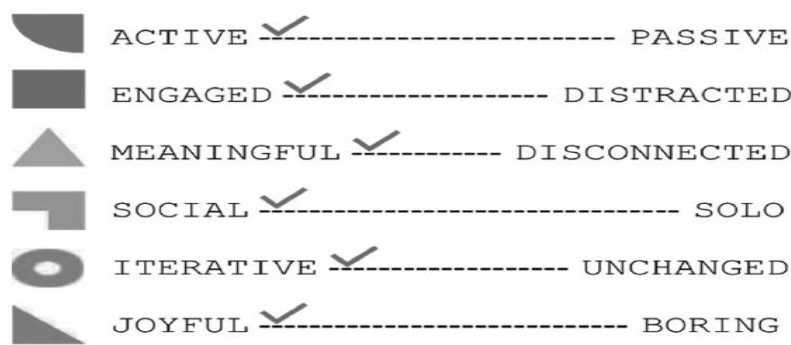 ACTIVE ---------------------------- PASSIVE
ENGAGED --------------------- DISTRACTED
MEANINGFUL ------------ DISCONNECTED
SOCIAL --------------------------------- SOLO
ITERATIVE ------------------- UNCHANGED
JOYFUL ----------------------------- BORING